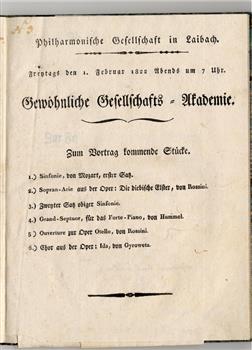 Philharmonische Gesellschaft in Laibach.
Freytags den 1. Februar 1822 Abends um 7 Uhr.
Gewöhnliche Gesellschafts-Akademie.
Zum Vortrag kommende Stücke.
1.) Sinfonie, von Mozart, erster Satz.
2.) Sopran-Arie aus der Oper: Die diebische Elster, von Rossini.
3.) Zweyter Satz obiger Sinfonie.
4.) Grand-Septuor, für das Forte-Piano, von Hummel.
5.) Ouverture zur Oper Otello, von Rossini.
6.) Chor aus der Oper: Ida, von Gyrowetz.